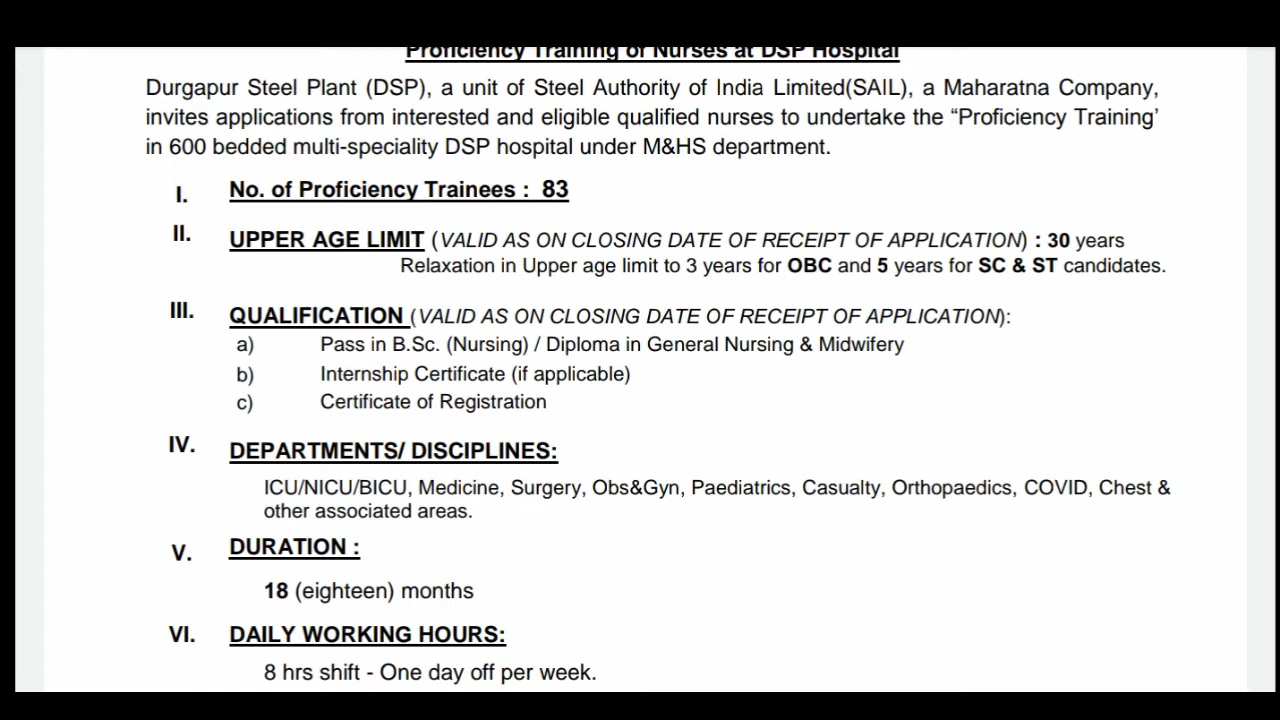 Proficiency Training of Nurses at DSP Hospital
Durgapur Steel Plant (DSP), a unit of Steel Authority of India Limited(SAIL), a Maharatna Company,
invites applications from interested and eligible qualified nurses to undertake the “Proficiency Training’
in 600 bedded multi-speciality DSP hospital under M&HS department.
I. No. of Proficiency Trainees : 83
II. UPPER AGE LIMIT (VALID AS ON CLOSING DATE OF RECEIPT OF APPLICATION) : 30 years
Relaxation in Upper age limit to 3 years for OBC and 5 years for SC & ST candidates.
III. QUALIFICATION (VALID AS ON CLOSING DATE OF RECEIPT OF APPLICATION):
a) Pass in B.Sc. (Nursing) / Diploma in General Nursing & Midwifery
b) Internship Certificate (if applicable)
c) Certificate of Registration
IV. DEPARTMENTS/ DISCIPLINES:
ICU/NICU/BICU, Medicine, Surgery, Obs&Gyn, Paediatrics, Casualty, Orthopaedics, COVID, Chest &
other associated areas.
V. DURATION :
18 (eighteen) months
VI. DAILY WORKING HOURS:
8 hrs shift - One day off per week.